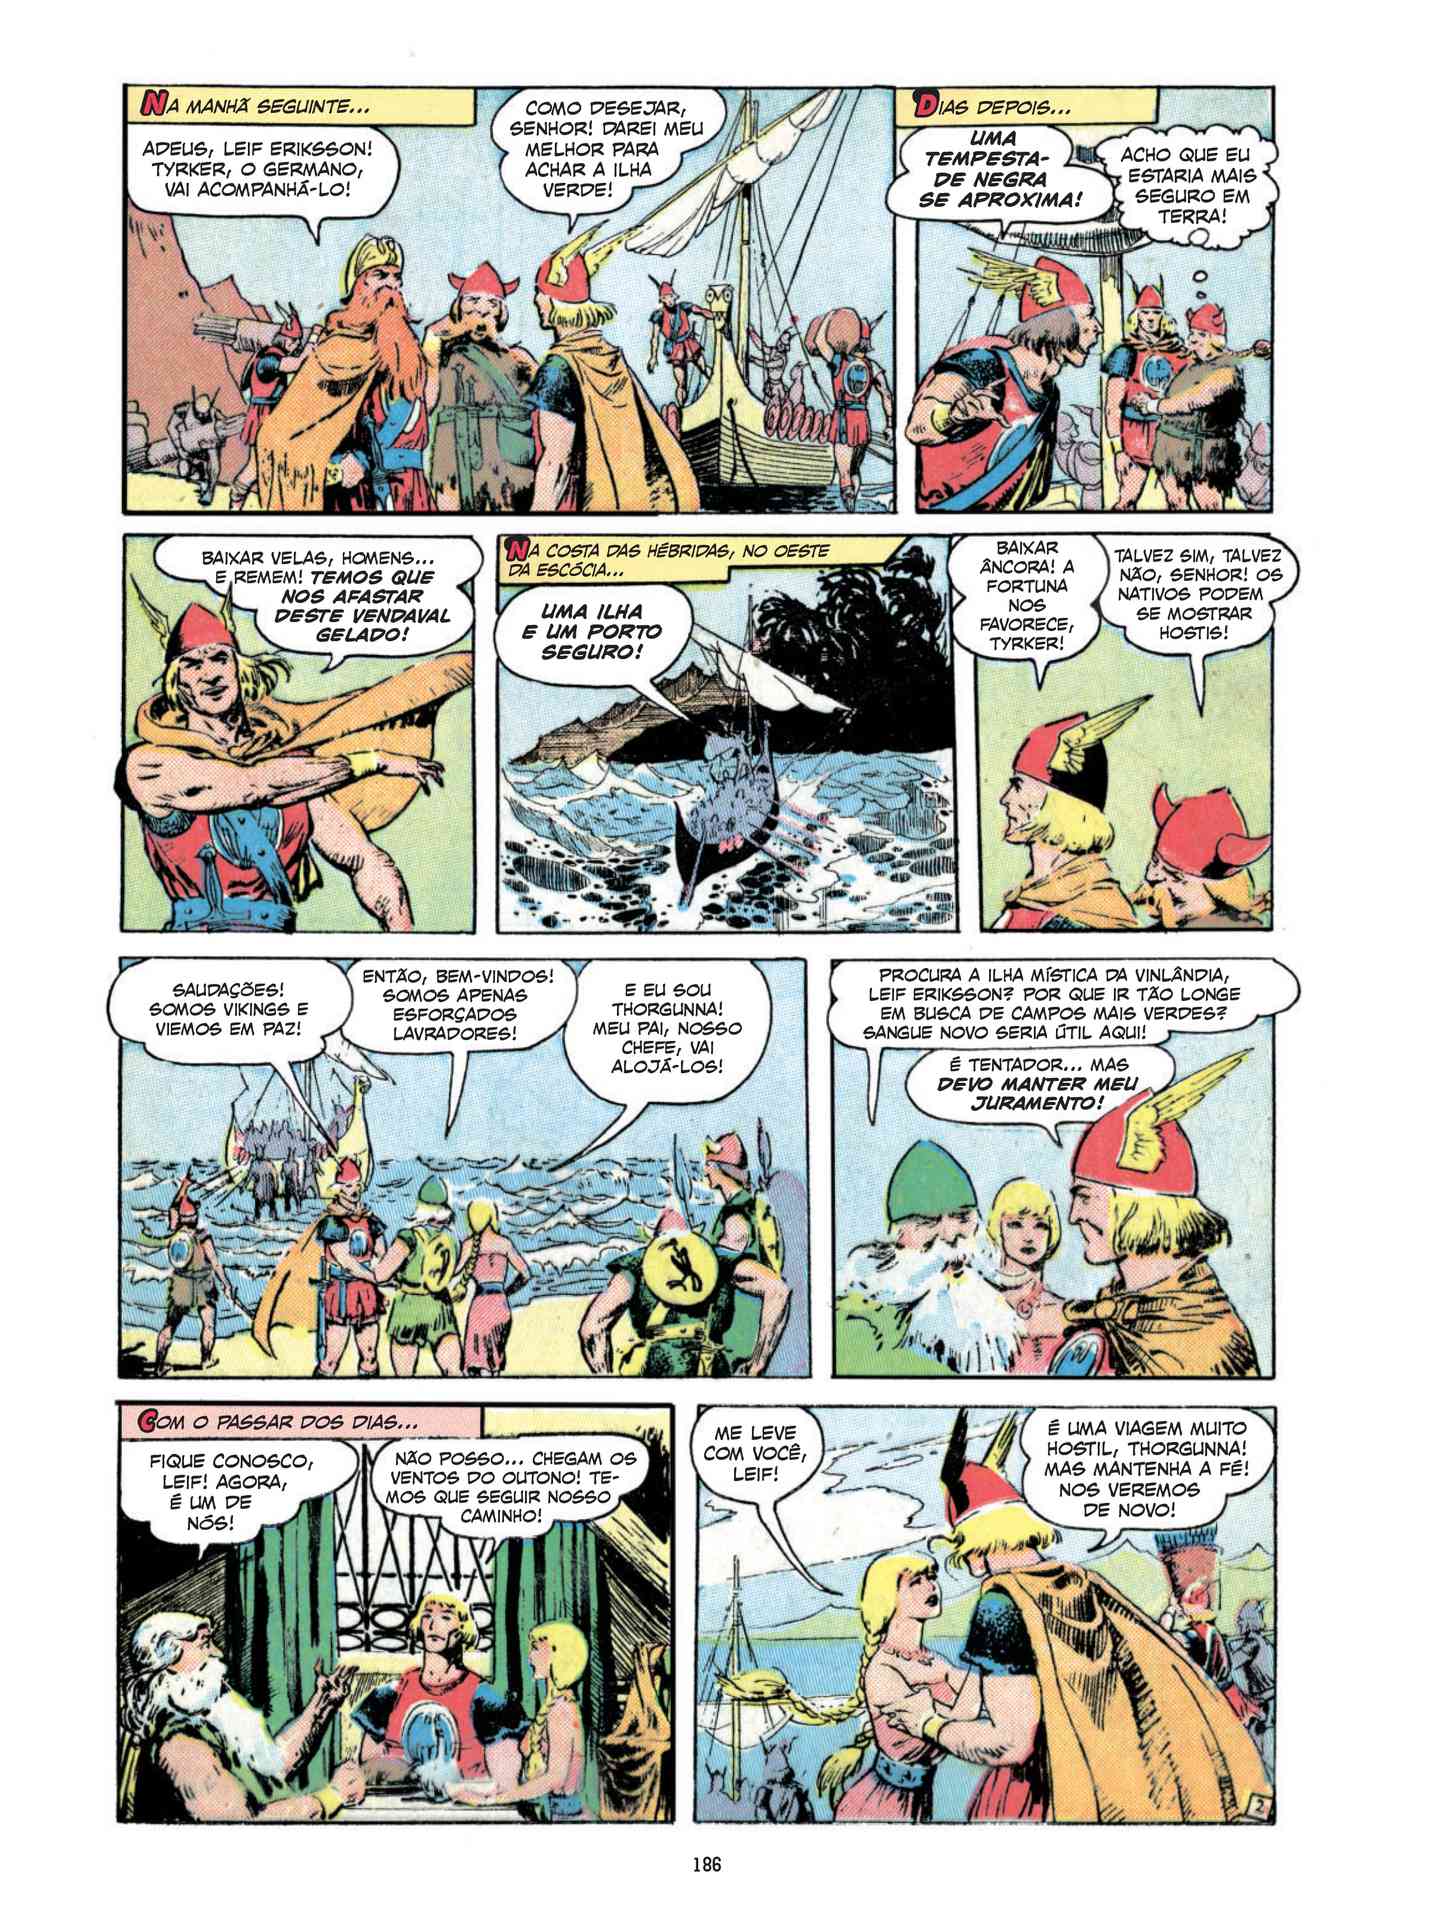 NA MANHÃ SEGUINTE...
ADEUS, LEIF ERIKSSON!
TYRKER, O GERMANO,
VAI ACOMPANHÁ-LO!
COMO DESEJAR,
SENHOR! DAREI MEU
MELHOR PARA
ACHAR A ILHA
VERDE!
DIAS DEPOIS...
UMA
TEMPESTA-
DE NEGRA
SE APROXIMA!
ACHO QUE EU
ESTARIA MAIS
SEGURO EM
TERRA!
BAIXAR VELAS, HOMENS...
E REMEM! TEMOS QUE
NOS AFASTAR
DESTE VENDAVAL
GELADO!
NA COSTA DAS HÉBRIDAS, NO OESTE
DA ESCÓCIA...
UMA ILHA
E UM PORTO
SEGURO!
BAIXAR
ÂNCORA! A
FORTUNA
NOS
FAVORECE,
TYRKER!
TALVEZ SIM, TALVEZ
NÃO, SENHOR! OS
NATIVOS PODEM
SE MOSTRAR
HOSTIS!
SAUDAÇÕES!
SOMOS VIKINGS E
VIEMOS EM PAZ!
ENTÃO, BEM-VINDOS!
SOMOS APENAS
ESFORÇADOS
LAVRADORES!
E EU SOU
THORGUNNA!
MEU PAI, NOSSO
CHEFE, VAI
ALOJÁ-LOS!
PROCURA A ILHA MÍSTICA DA VINLÂNDIA,
LEIF ERIKSSON? POR QUE IR TÃO LONGE
EM BUSCA DE CAMPOS MAIS VERDES?
SANGUE NOVO SERIA ÚTIL AQUI!
É TENTADOR... MAS
DEVO MANTER MEU
JURAMENTO!
COM O PASSAR DOS DIAS...
FIQUE CONOSCO,
LEIF! AGORA,
É UM DE
NÓS!
NÃO POSSO... CHEGAM OS
VENTOS DO OUTONO! TE-
MOS QUE SEGUIR NOSSO
CAMINHO!
ME LEVE
COM VOCÊ,
LEIF!
É UMA VIAGEM MUITO
HOSTIL, THORGUNNA!
MAS MANTENHA A FÉ!
NOS VEREMOS
DE NOVO!
2
186